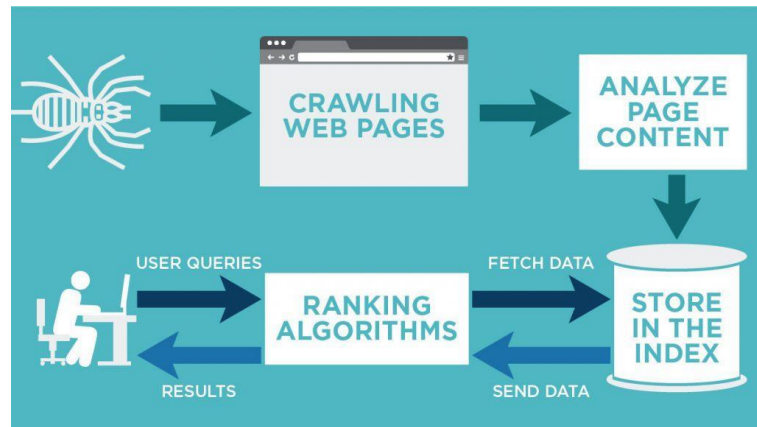 CRAWLING
WEB PAGES
ANALYZE
PAGE
CONTENT
USER QUERIES
FETCH DATA
RANKING
ALGORITHMS
STORE
IN THE
INDEX
RESULTS
SEND DATA